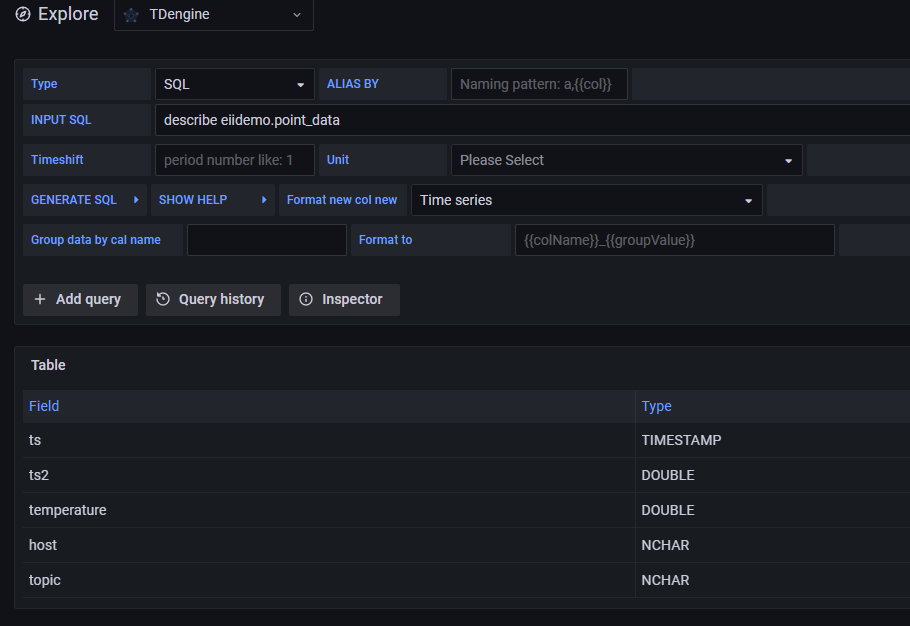 Explore TDengine
Type SQL ALIAS BY Naming pattern: a,{{col}}
INPUT SQL describe eiidemo.point_data
Timeshift period number like: 1 Unit Please Select
GENERATE SQL SHOW HELP Format new col new Time series
Group data by cal name Format to {{colName}}_{{groupValue}}
+ Add query Query history Inspector
Table
Field Type
ts TIMESTAMP
ts2 DOUBLE
temperature DOUBLE
host NCHAR
topic NCHAR